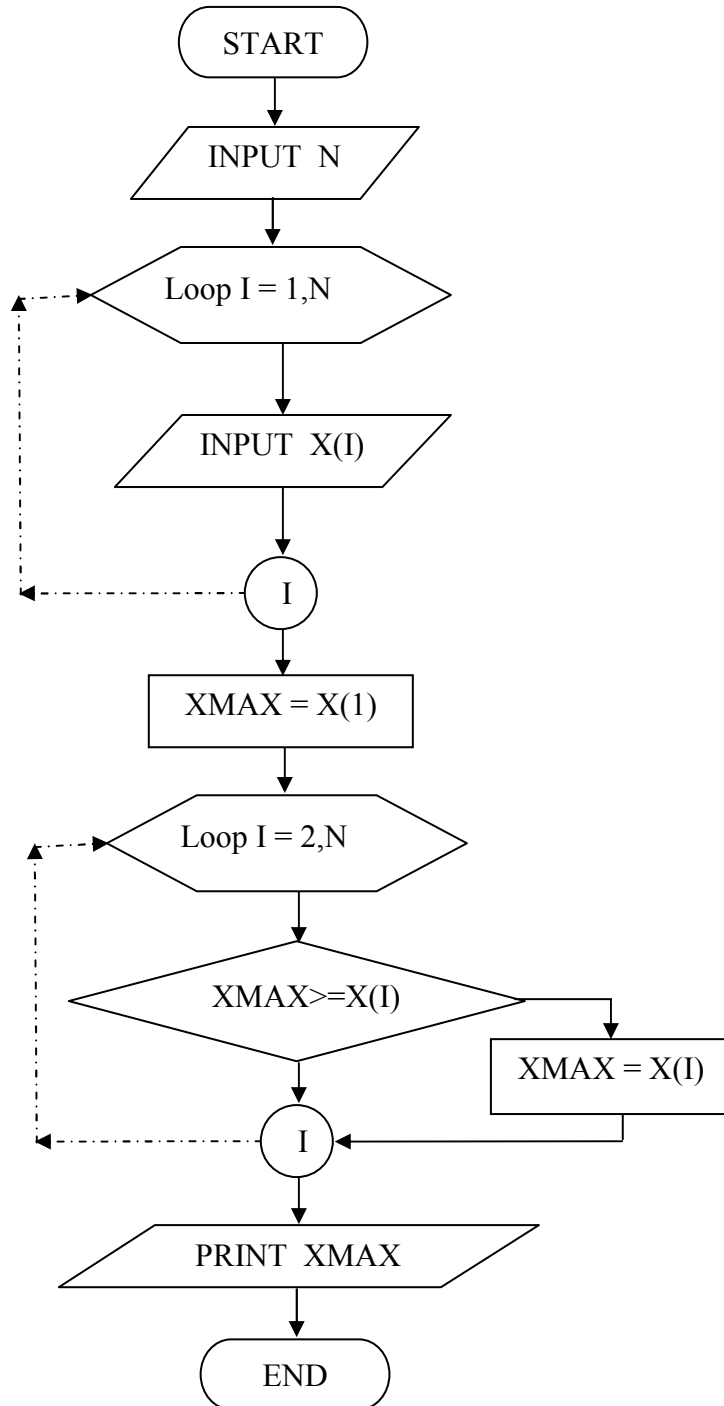 START
INPUT N
Loop I = 1,N
INPUT X(I)
I
XMAX = X(1)
Loop I = 2,N
XMAX>=X(I)
XMAX = X(I)
I
PRINT XMAX
END